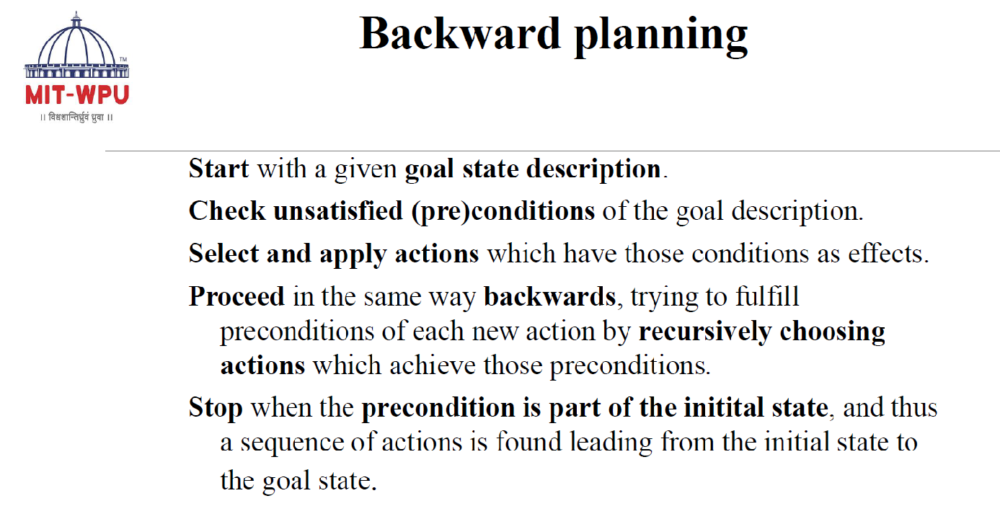 Backward planning
TM
MIT-WPU
॥ विश्वशान्तिर्ध्रुवं ध्रुवा ॥
Start with a given goal state description.
Check unsatisfied (pre)conditions of the goal description.
Select and apply actions which have those conditions as effects.
Proceed in the same way backwards, trying to fulfill
preconditions of each new action by recursively choosing
actions which achieve those preconditions.
Stop when the precondition is part of the initital state, and thus
a sequence of actions is found leading from the initial state to
the goal state.